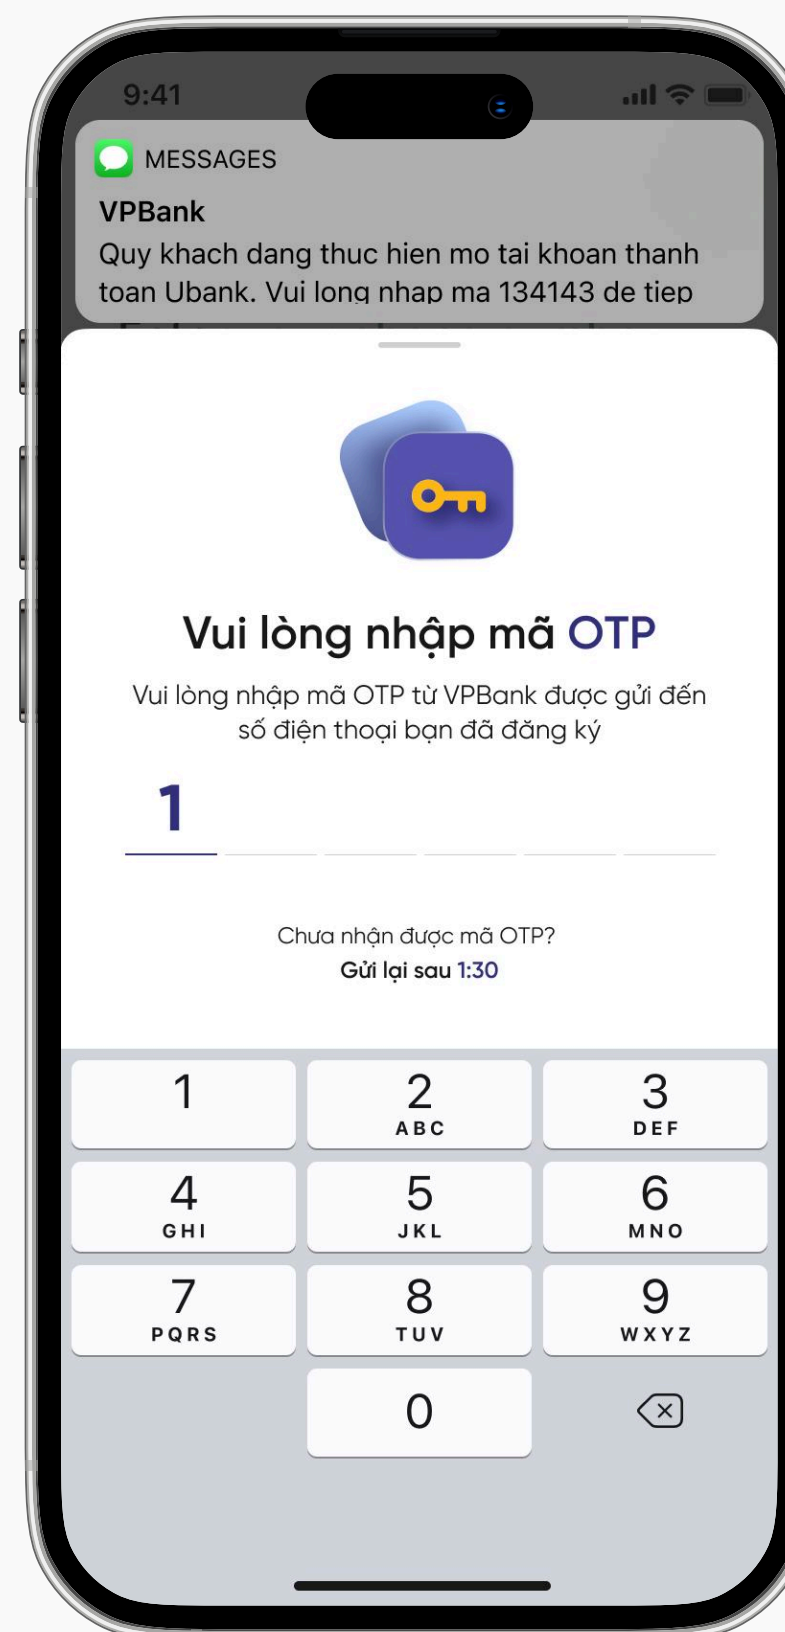 9:41
MESSAGES
VPBank
Quy khach dang thuc hien mo tai khoan thanh
toan Ubank. Vui long nhap ma 134143 de tiep
Vui lòng nhập mã OTP
Vui lòng nhập mã OTP từ VPBank được gửi đến
số điện thoại bạn đã đăng ký
1
Chưa nhận được mã OTP?
Gửi lại sau 1:30
1 2 3
ABC DEF
4 5 6
GHI JKL MNO
7 8 9
PQRS TUV WXYZ
0